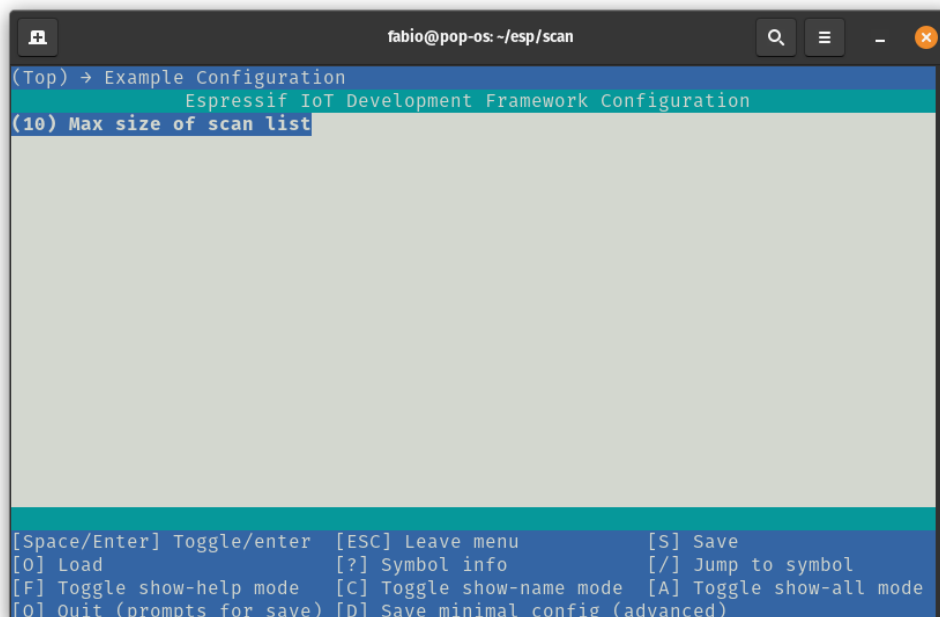 fabio@pop-os: ~/esp/scan
(Top) → Example Configuration
Espressif IoT Development Framework Configuration
(10) Max size of scan list
[Space/Enter] Toggle/enter [ESC] Leave menu [S] Save
[O] Load [?] Symbol info [/] Jump to symbol
[F] Toggle show-help mode [C] Toggle show-name mode [A] Toggle show-all mode
[Q] Quit (prompts for save) [D] Save minimal config (advanced)